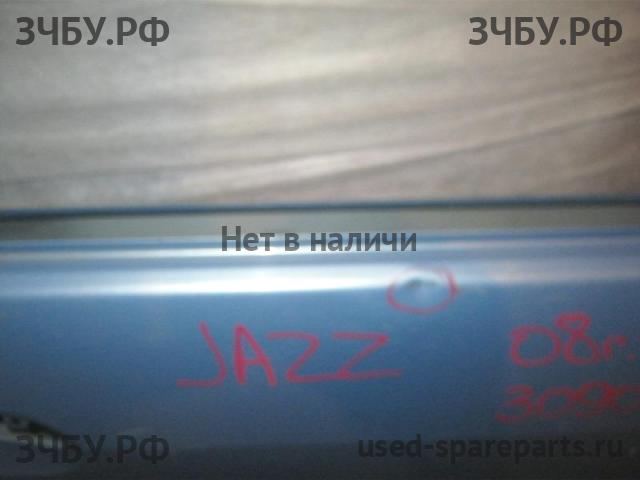 ЗЧБУ.РФ ЗЧБУ.РФ
Нет в наличи
JAZZ 08г.
ЗЧБУ.РФ used-spareparts.ru